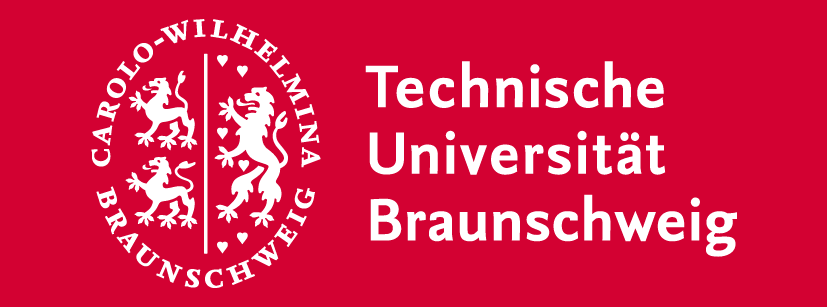 CAROLO-WILHELMINA
BRAUNSCHWEIG
Technische
Universität
Braunschweig